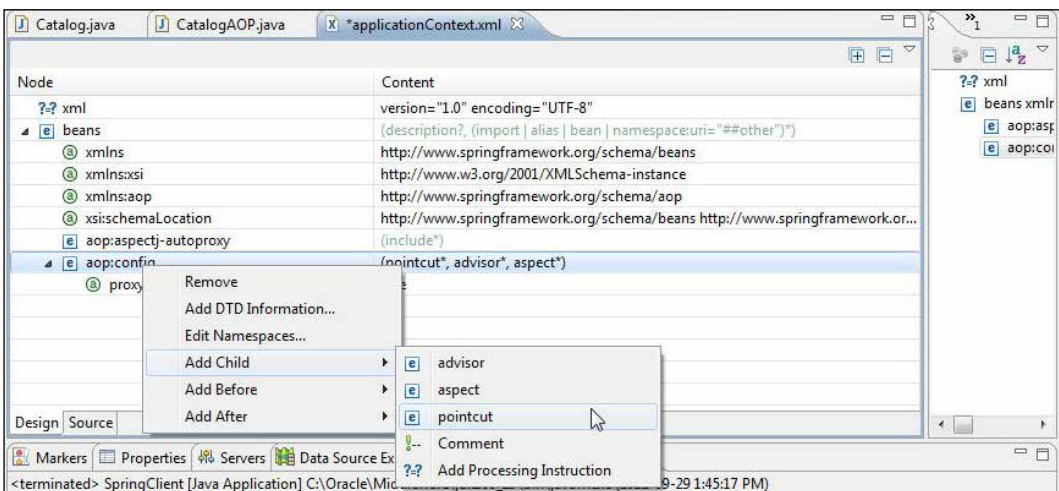 Catalog.java CatalogAOP.java *applicationContext.xml
Node Content
?=? xml version="1.0" encoding="UTF-8"
e beans (description?, (import | alias | bean | namespace:uri="##other")*)
a xmlns http://www.springframework.org/schema/beans
a xmlns:xsi http://www.w3.org/2001/XMLSchema-instance
a xmlns:aop http://www.springframework.org/schema/aop
a xsi:schemaLocation http://www.springframework.org/schema/beans http://www.springframework.or...
e aop:aspectj-autoproxy (include*)
e aop:config (pointcut*, advisor*, aspect*)
a proxy
Remove
Add DTD Information...
Edit Namespaces...
Add Child
Add Before
Add After
e advisor
e aspect
e pointcut
Comment
?=? Add Processing Instruction
Design Source
?=? xml
e beans xmlr
e aop:asp
e aop:co
Markers Properties Servers Data Source Ex
<terminated> SpringClient [Java Application] C:\Oracle\Mid 9-29 1:45:17 PM)